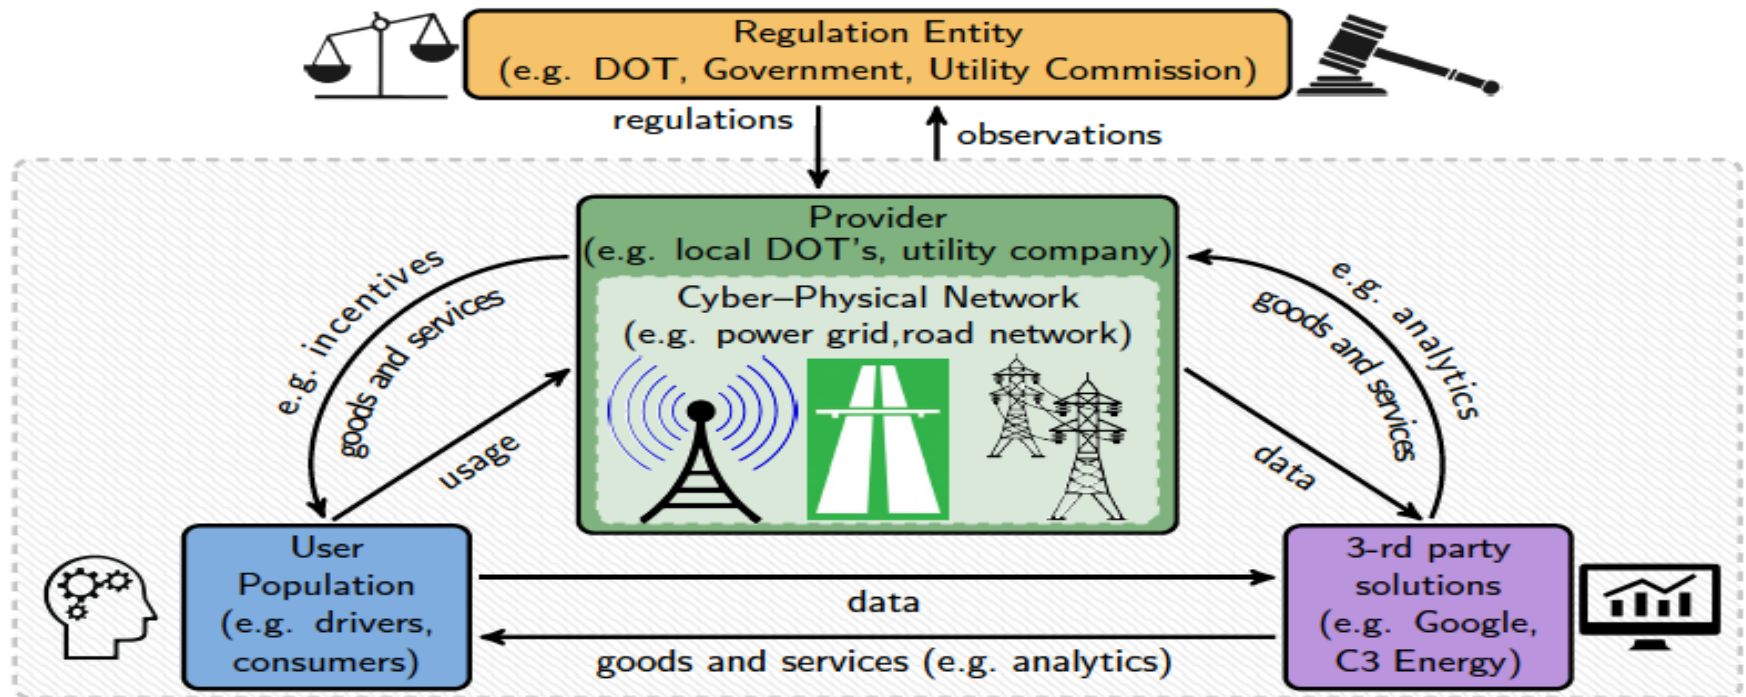 Regulation Entity
(e.g. DOT, Government, Utility Commission)
regulations
observations
Provider
(e.g. local DOT's, utility company)
Cyber–Physical Network
(e.g. power grid,road network)
e.g. incentives
goods and services
usage
e.g. analytics
goods and services
data
User
Population
(e.g. drivers,
consumers)
data
goods and services (e.g. analytics)
3-rd party
solutions
(e.g. Google,
C3 Energy)